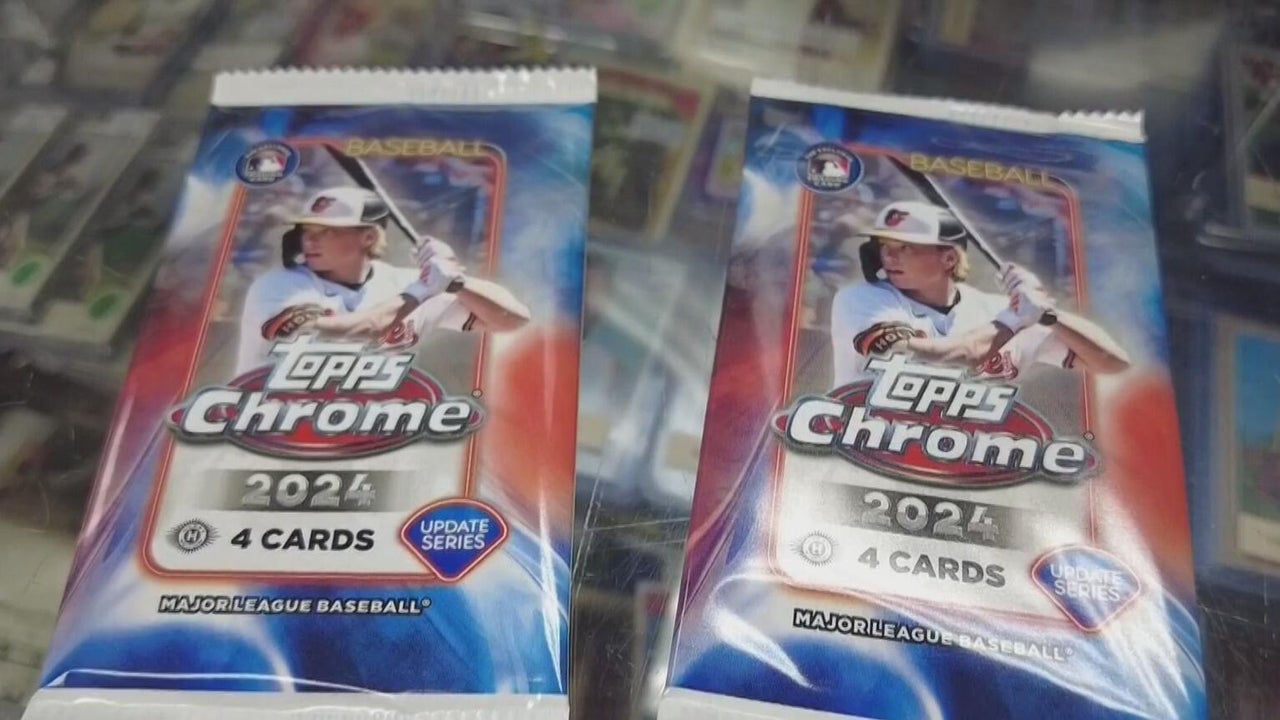 BASEBALL
Topps
Chrome®
2024
H 4 CARDS
UPDATE
SERIES
MAJOR LEAGUE BASEBALL®
BASEBALL
Topps
Chrome®
2024
H 4 CARDS
UPDATE
SERIES
MAJOR LEAGUE BASEBALL®